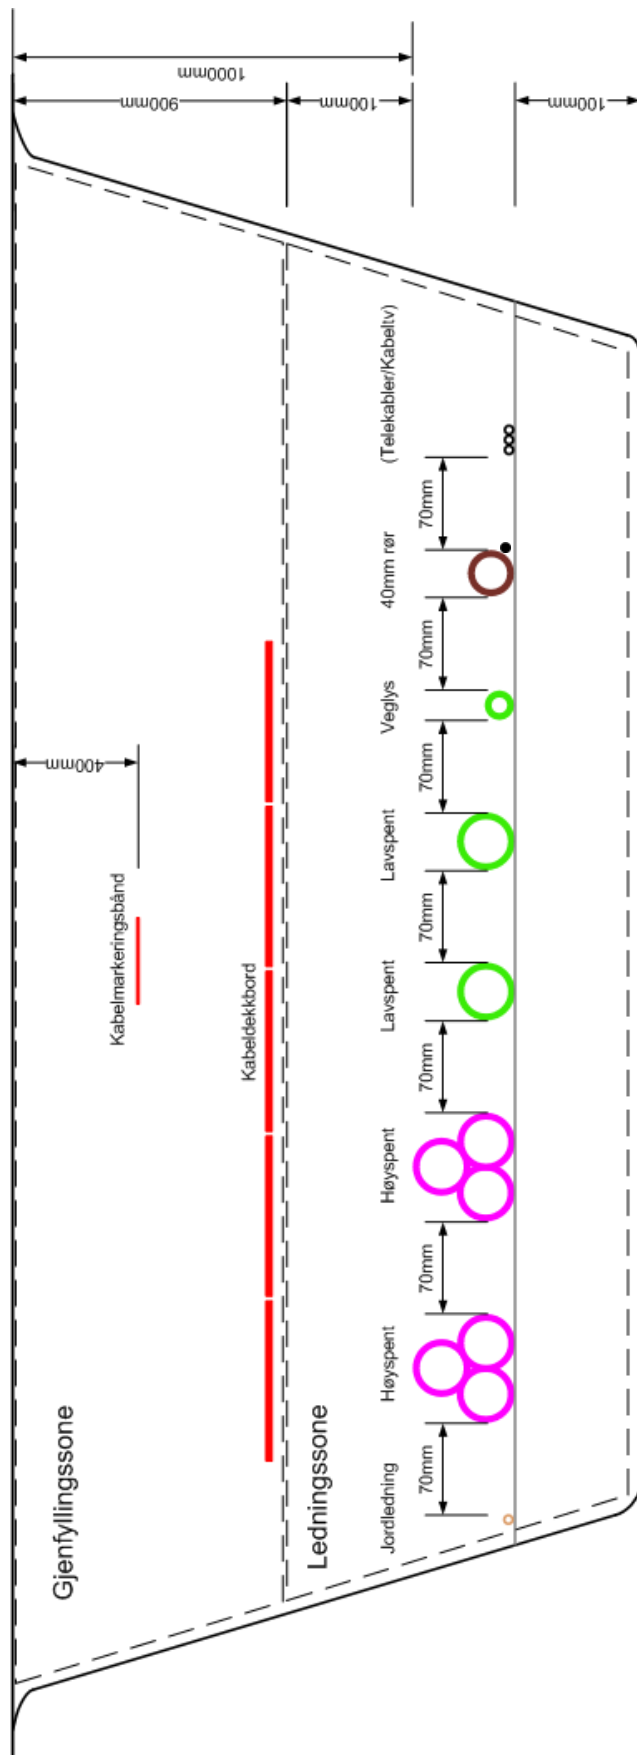 1000mm
900mm
100mm
100mm
400mm
Gjenfyllingssone
Kabelmarkeringsbånd
Kabeldekkbord
Ledningssone
Jordledning
Høyspent
Høyspent
Lavspent
Lavspent
Veglys
40mm rør
(Telekabler/Kabeltv)
70mm
70mm
70mm
70mm
70mm
70mm
70mm